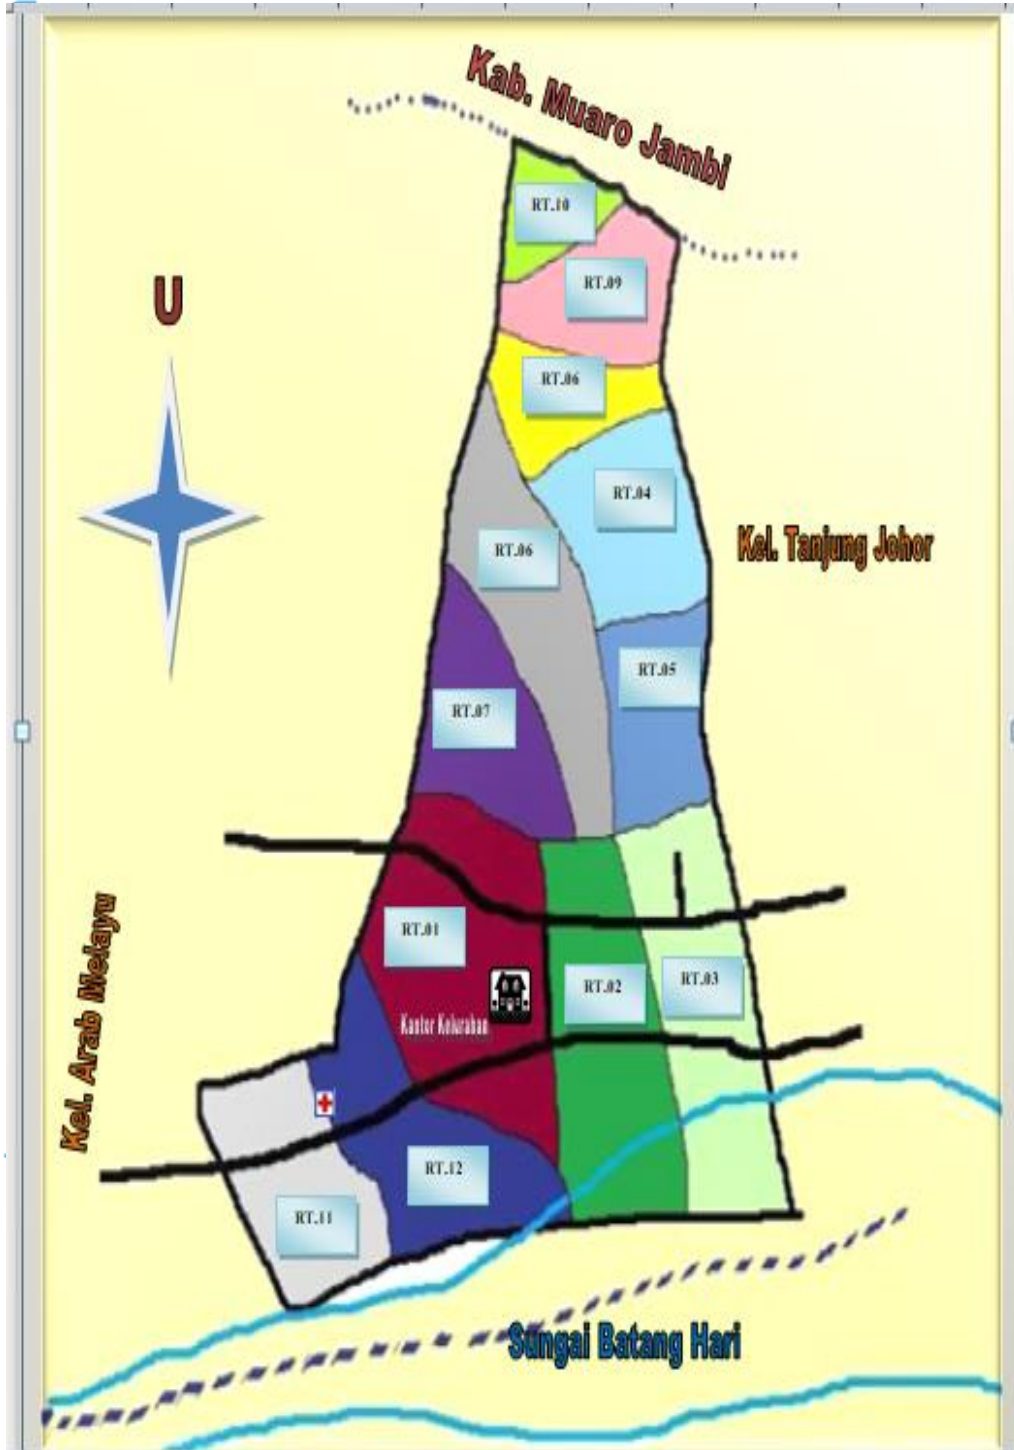 Kab. Muaro Jambi
RT.10
RT.09
U
RT.06
RT.04
Kel. Tanjung Johor
RT.06
RT.05
RT.07
RT.01
RT.03
RT.02
Kantor Kelurahan
Kel. Arab Melayu
RT.12
RT.11
Sungai Batang Hari